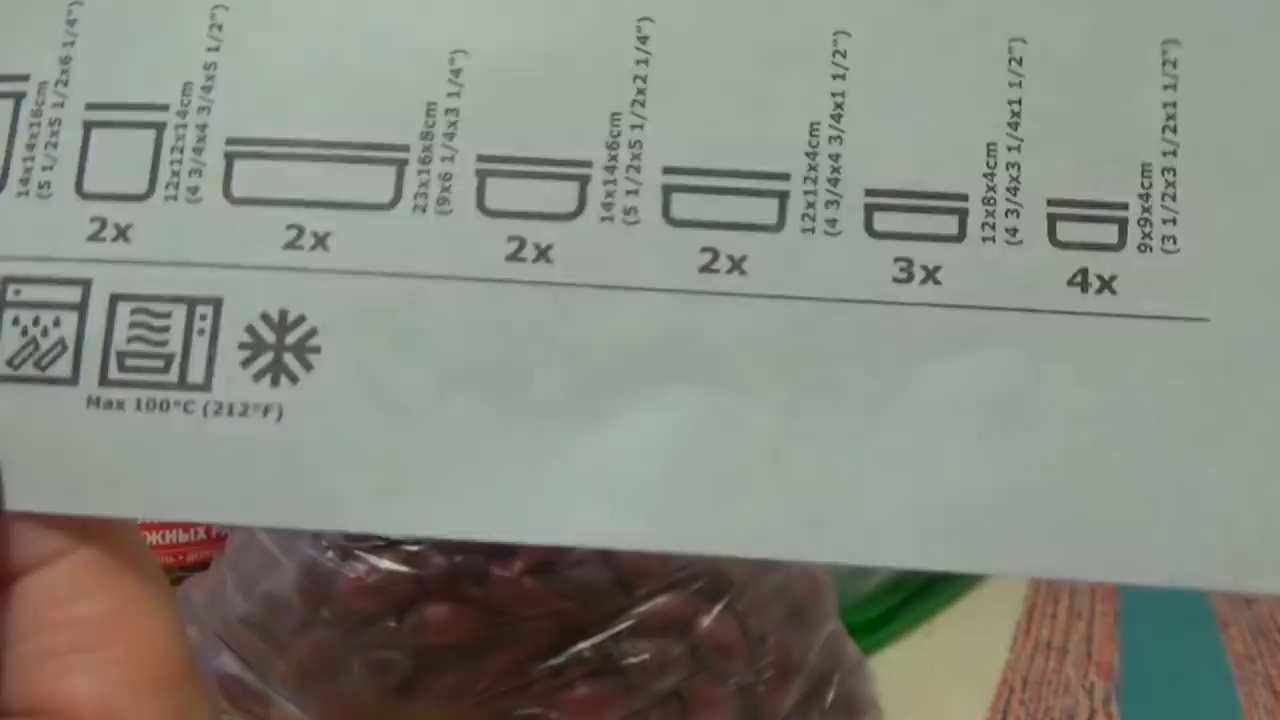 14x14x16cm
(5 1/2x5 1/2x6 1/4")
12x12x14cm
(4 3/4x4 3/4x5 1/2")
2x
23x16x8cm
(9x6 1/4x3 1/4")
2x
14x14x6cm
(5 1/2x5 1/2x2 1/4")
2x
12x12x4cm
(4 3/4x4 3/4x1 1/2")
2x
12x8x4cm
(4 3/4x3 1/4x1 1/2")
3x
9x9x4cm
(3 1/2x3 1/2x1 1/2")
4x
Max 100°C (212°F)